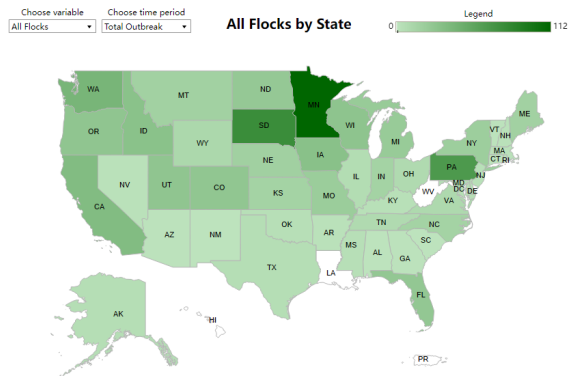 Choose variable
Choose time period
All Flocks by State
Legend
All Flocks
Total Outbreak
0
112
WA
MT
ND
MN
ME
VT
NH
OR
ID
SD
WI
MI
NY
MA
CT
RI
WY
IA
PA
NJ
NE
OH
NV
UT
CO
IL
IN
WV
MD
DC
DE
CA
KS
MO
KY
VA
TN
NC
OK
AZ
NM
AR
SC
MS
AL
GA
TX
LA
FL
AK
HI
PR